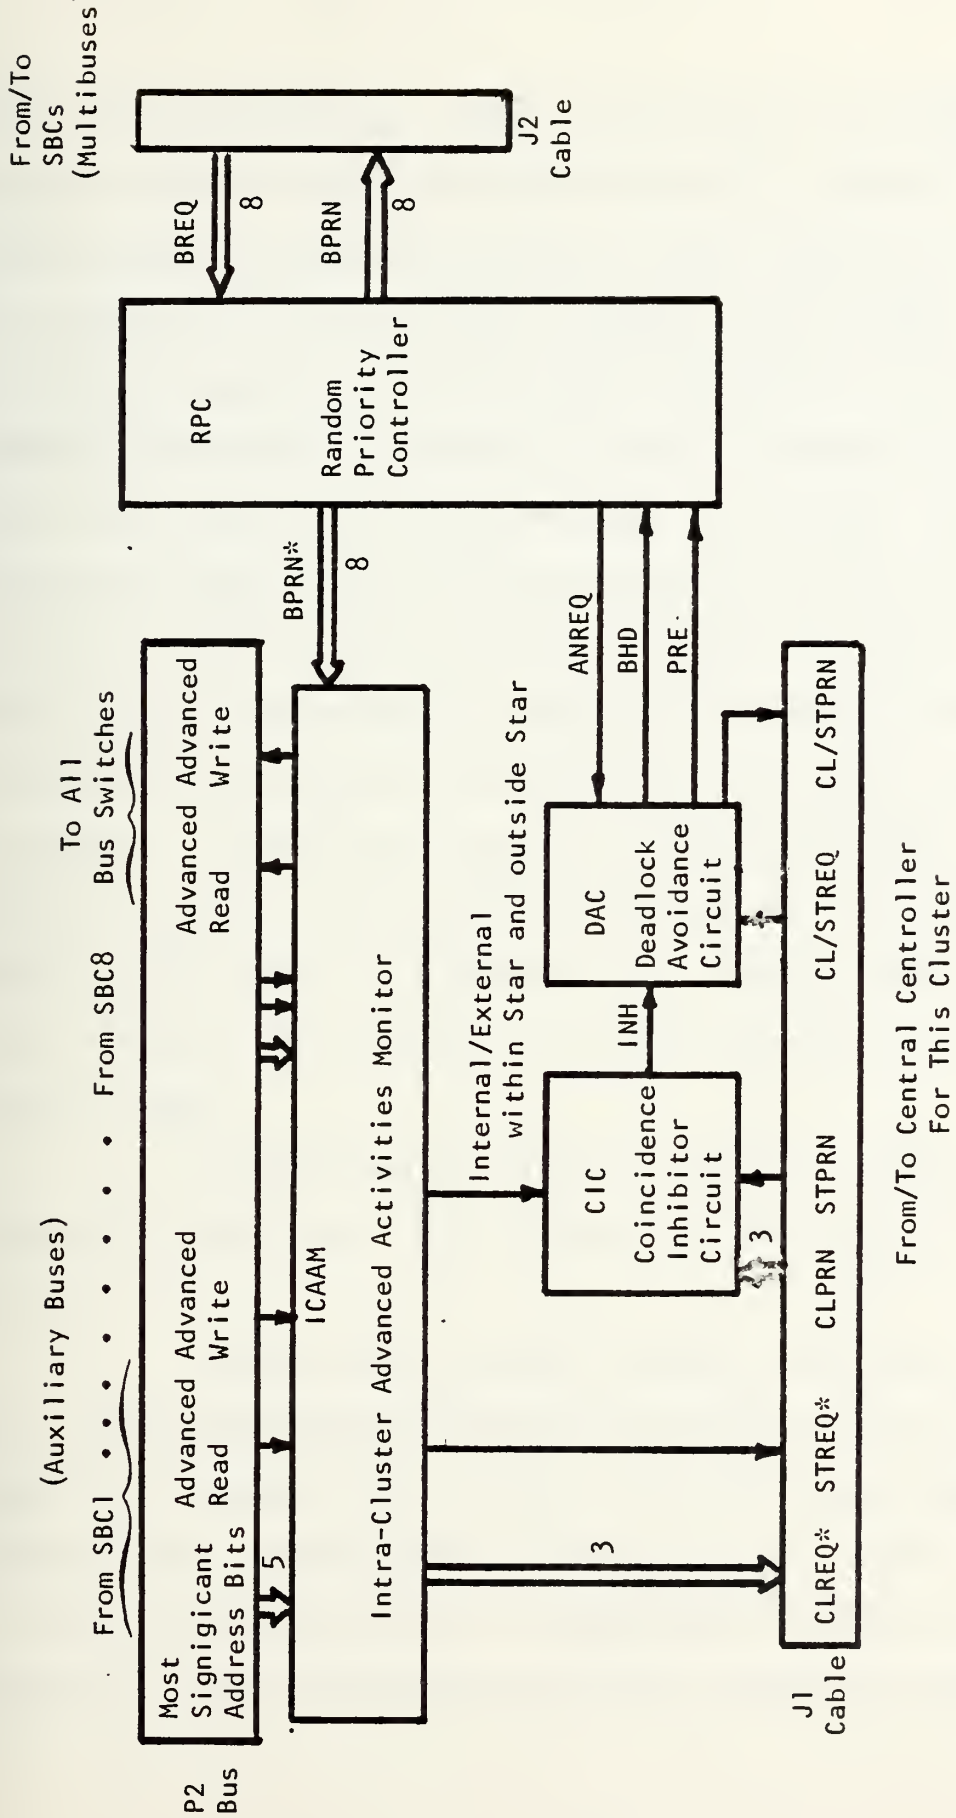 (Auxiliary Buses)
From SBC1
From SBC8
To All
Bus Switches
From/To
SBCs
(Multibuses)
P2
Bus
Most
Signigicant
Address Bits
Advanced
Read
Advanced
Write
Advanced
Read
Advanced
Write
5
BPRN*
8
BREQ
8
BPRN
8
J2
Cable
ICAAM
Intra-Cluster Advanced Activities Monitor
RPC
Random
Priority
Controller
3
Internal/External
within Star and outside Star
ANREQ
BHD
PRE
CIC
Coincidence
Inhibitor
Circuit
INH
DAC
Deadlock
Avoidance
Circuit
3
J1
Cable
CLREQ*
STREQ*
CLPRN
STPRN
CL/STREQ
CL/STPRN
From/To Central Controller
For This Cluster